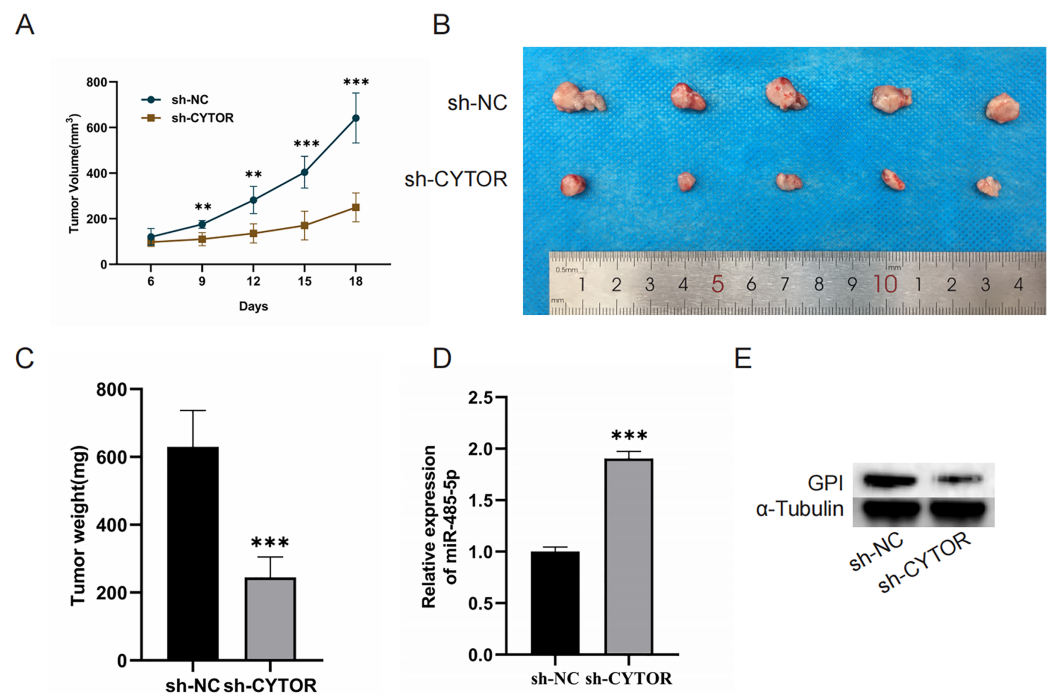 A
800
600
400
200
0
Tumor Volume(mm³)
sh-NC
sh-CYTOR
**
**
***
***
6 9 12 15 18
Days
B
sh-NC
sh-CYTOR
0.5mm
mm
1 2 3 4 5 6 7 8 9 10 1 2 3 4
mm
C
800
600
400
200
0
Tumor weight(mg)
***
sh-NC sh-CYTOR
D
2.5
2.0
1.5
1.0
0.5
0.0
Relative expression
of miR-485-5p
***
sh-NC sh-CYTOR
E
GPI
α-Tubulin
sh-NC
sh-CYTOR